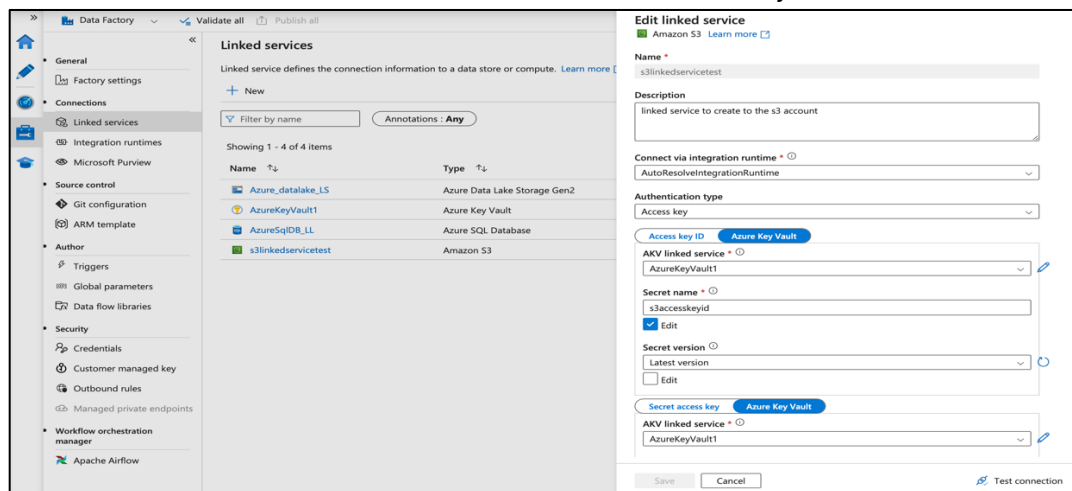 »
Data Factory
Validate all
Publish all
«
General
Factory settings
Connections
Linked services
Integration runtimes
Microsoft Purview
Source control
Git configuration
ARM template
Author
Triggers
Global parameters
Data flow libraries
Security
Credentials
Customer managed key
Outbound rules
Managed private endpoints
Workflow orchestration
manager
Apache Airflow
Linked services
Linked service defines the connection information to a data store or compute. Learn more
+ New
Filter by name
Annotations : Any
Showing 1 - 4 of 4 items
Name ↑↓ Type ↑↓
Azure_datalake_LS Azure Data Lake Storage Gen2
AzureKeyVault1 Azure Key Vault
AzureSqlDB_LL Azure SQL Database
s3linkedservicetest Amazon S3
Edit linked service
Amazon S3 Learn more
Name *
s3linkedservicetest
Description
linked service to create to the s3 account
Connect via integration runtime *
AutoResolveIntegrationRuntime
Authentication type
Access key
Access key ID Azure Key Vault
AKV linked service *
AzureKeyVault1
Secret name *
s3accesskeyid
Edit
Secret version
Latest version
Edit
Secret access key Azure Key Vault
AKV linked service *
AzureKeyVault1
Save Cancel Test connection